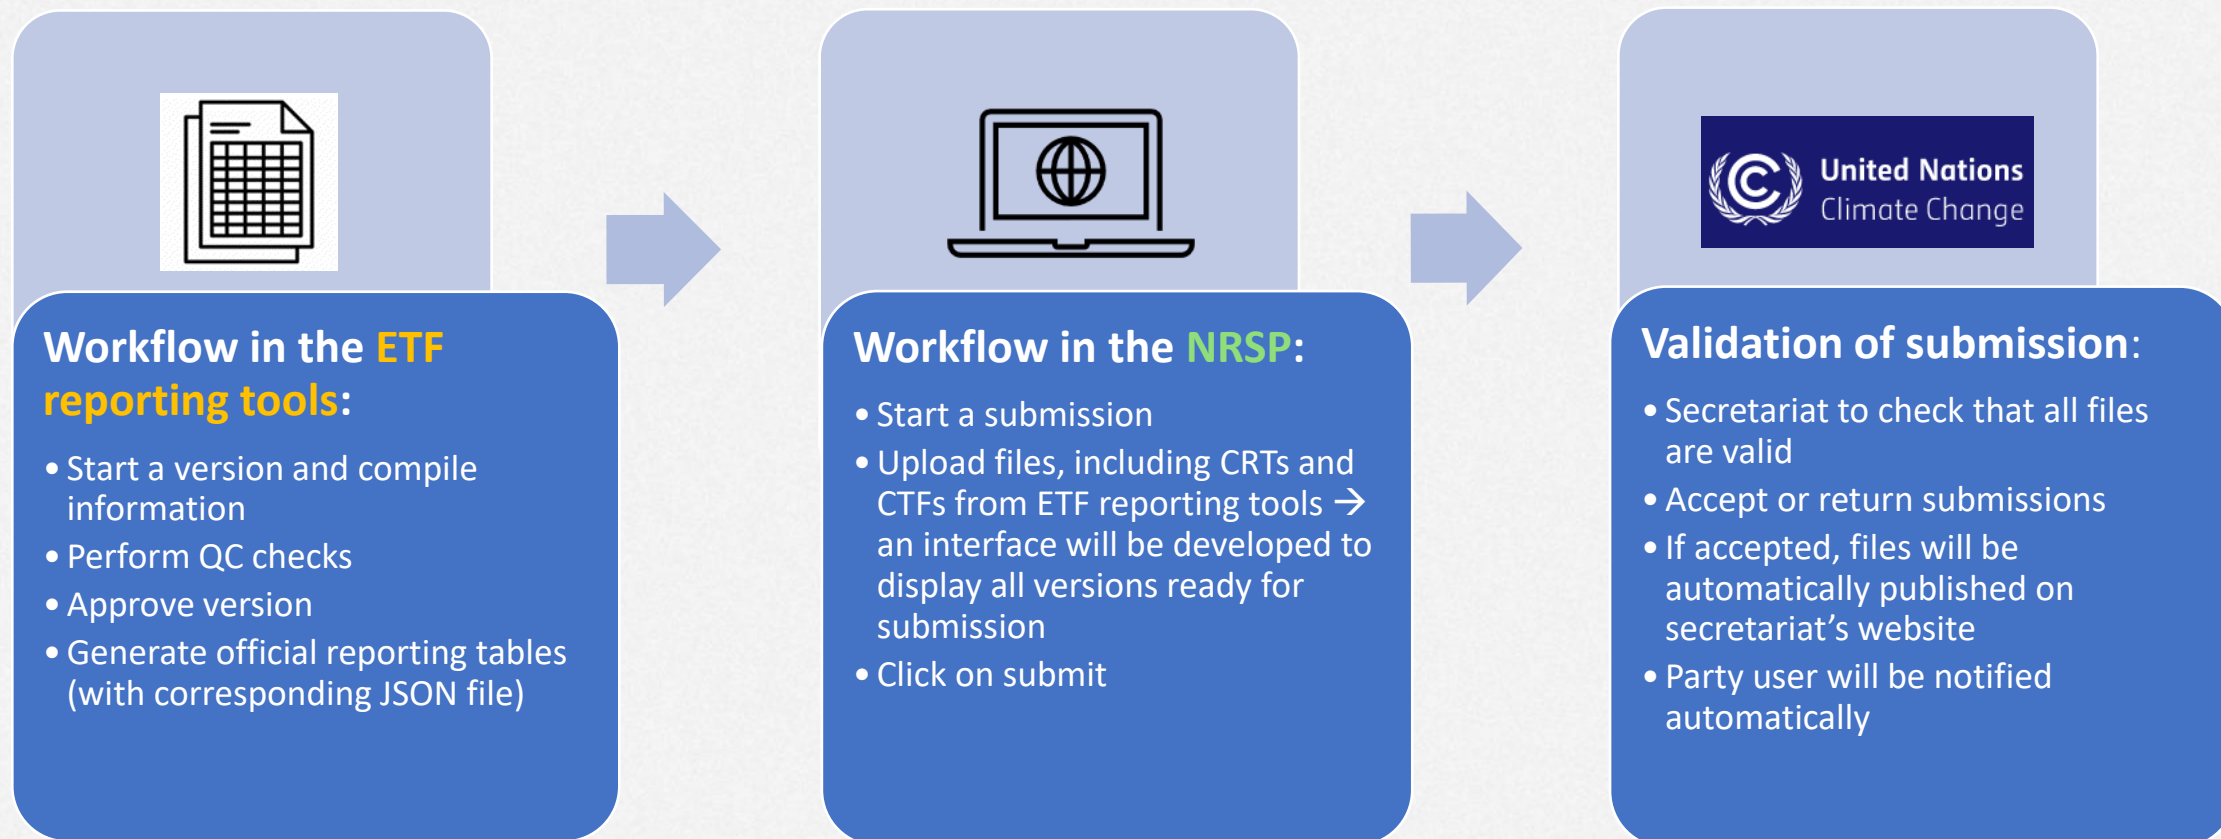 Workflow in the ETF
reporting tools:
• Start a version and compile
information
• Perform QC checks
• Approve version
• Generate official reporting tables
(with corresponding JSON file)
Workflow in the NRSP:
• Start a submission
• Upload files, including CRTs and
CTFs from ETF reporting tools →
an interface will be developed to
display all versions ready for
submission
• Click on submit
United Nations
Climate Change
Validation of submission:
• Secretariat to check that all files
are valid
• Accept or return submissions
• If accepted, files will be
automatically published on
secretariat’s website
• Party user will be notified
automatically